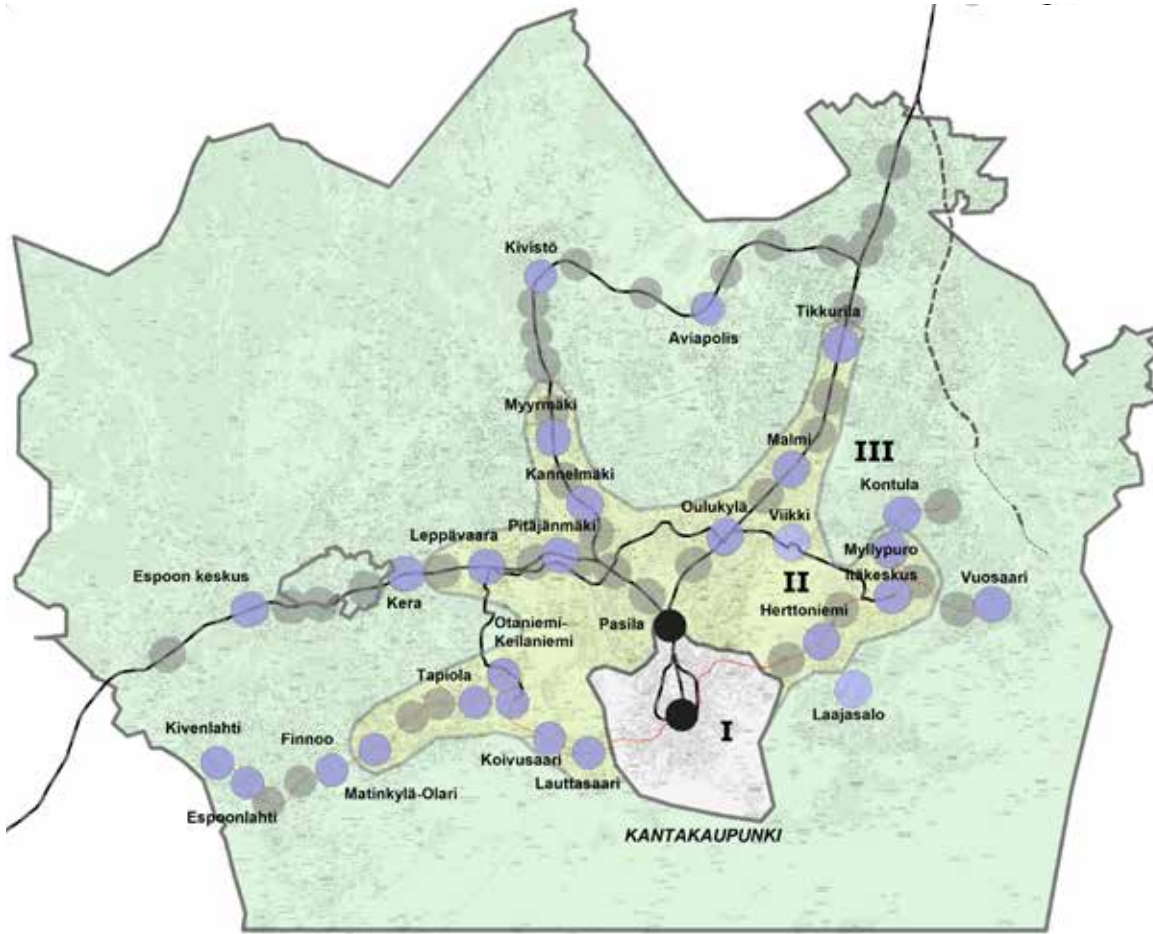 Kivistö
Tikkurila
Aviapolis
Myyrmäki
Malmi
III
Kannelmäki
Kontula
Oulukylä
Viikki
Pitäjänmäki
Leppävaara
Myllypuro
Itäkeskus
Espoon keskus
Vuosaari
II
Kera
Herttoniemi
Pasila
Otaniemi-
Keilaniemi
Tapiola
Laajasalo
Kivenlahti
I
Finnoo
Koivusaari
Matinkylä-Olari
Lauttasaari
Espoonlahti
KANTAKAUPUNKI